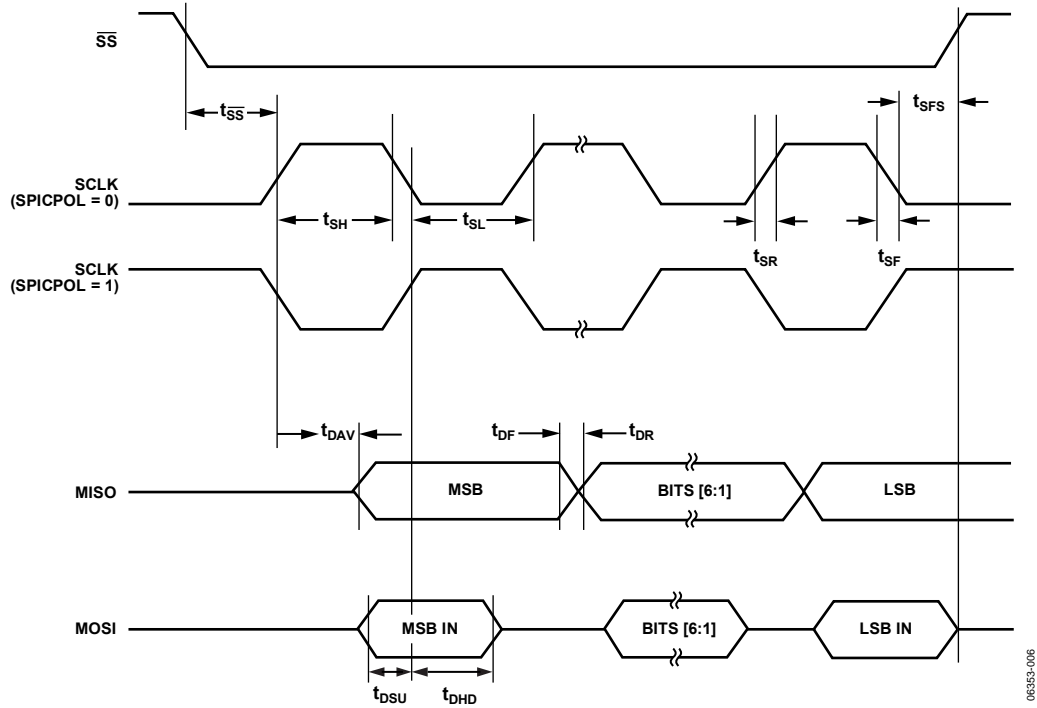 SS
tSS
tSFS
SCLK
(SPICPOL = 0)
tSH
tSL
tSR
tSF
SCLK
(SPICPOL = 1)
tDAV
tDF
tDR
MISO
MSB
BITS [6:1]
LSB
MOSI
MSB IN
BITS [6:1]
LSB IN
tDSU
tDHD
06353-006